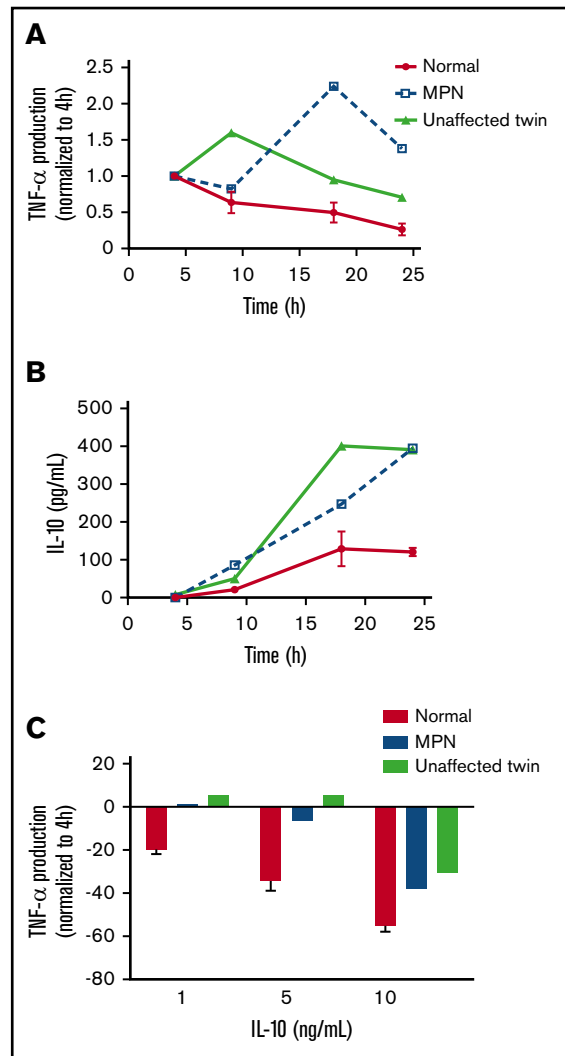 A
TNF-α production
(normalized to 4h)
2.5
2.0
1.5
1.0
0.5
0
0 5 10 15 20 25
Time (h)
Normal
MPN
Unaffected twin
B
IL-10 (pg/mL)
500
400
300
200
100
0
0 5 10 15 20 25
Time (h)
C
Normal
MPN
Unaffected twin
TNF-α production
(normalized to 4h)
20
0
-20
-40
-60
-80
1 5 10
IL-10 (ng/mL)